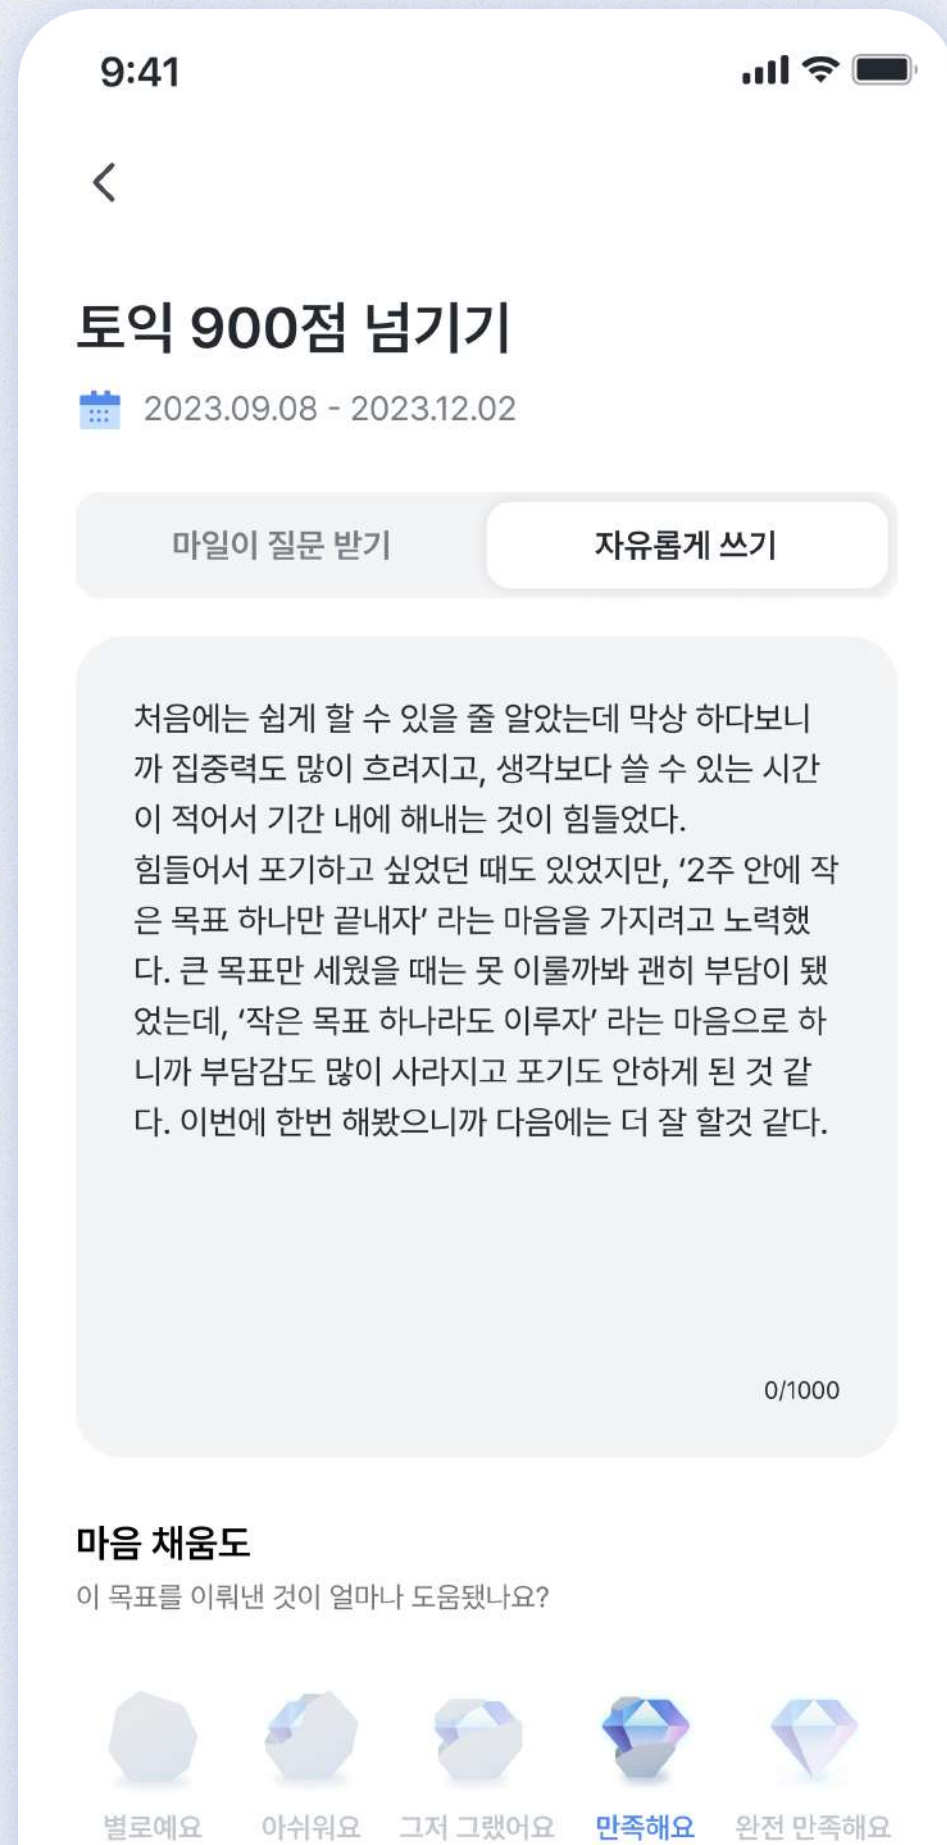 9:41
토익 900점 넘기기
2023.09.08 - 2023.12.02
마일이 질문 받기
자유롭게 쓰기
처음에는 쉽게 할 수 있을 줄 알았는데 막상 하다보니
까 집중력도 많이 흐려지고, 생각보다 쓸 수 있는 시간
이 적어서 기간 내에 해내는 것이 힘들었다.
힘들어서 포기하고 싶었던 때도 있었지만, ‘2주 안에 작
은 목표 하나만 끝내자’ 라는 마음을 가지려고 노력했
다. 큰 목표만 세웠을 때는 못 이룰까봐 괜히 부담이 됐
었는데, ‘작은 목표 하나라도 이루자’ 라는 마음으로 하
니까 부담감도 많이 사라지고 포기도 안하게 된 것 같
다. 이번에 한번 해봤으니까 다음에는 더 잘 할것 같다.
0/1000
마음 채움도
이 목표를 이뤄낸 것이 얼마나 도움됐나요?
별로예요
아쉬워요
그저 그랬어요
만족해요
완전 만족해요